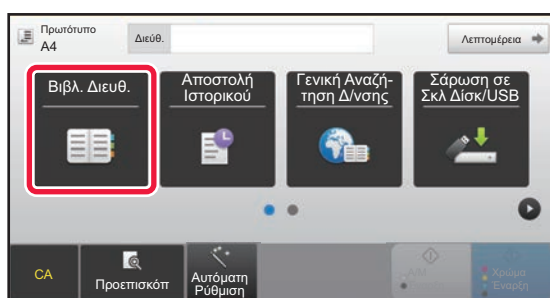 Πρωτότυπο
A4
Διεύθ.
Λεπτομέρεια
Βιβλ. Διευθ.
Αποστολή
Ιστορικού
Γενική Αναζή-
τηση Δ/νσης
Σάρωση σε
Σκλ Δίσκ/USB
CA
Προεπισκόπ
Αυτόματη
Ρύθμιση
Χρώμα
Έναρξη